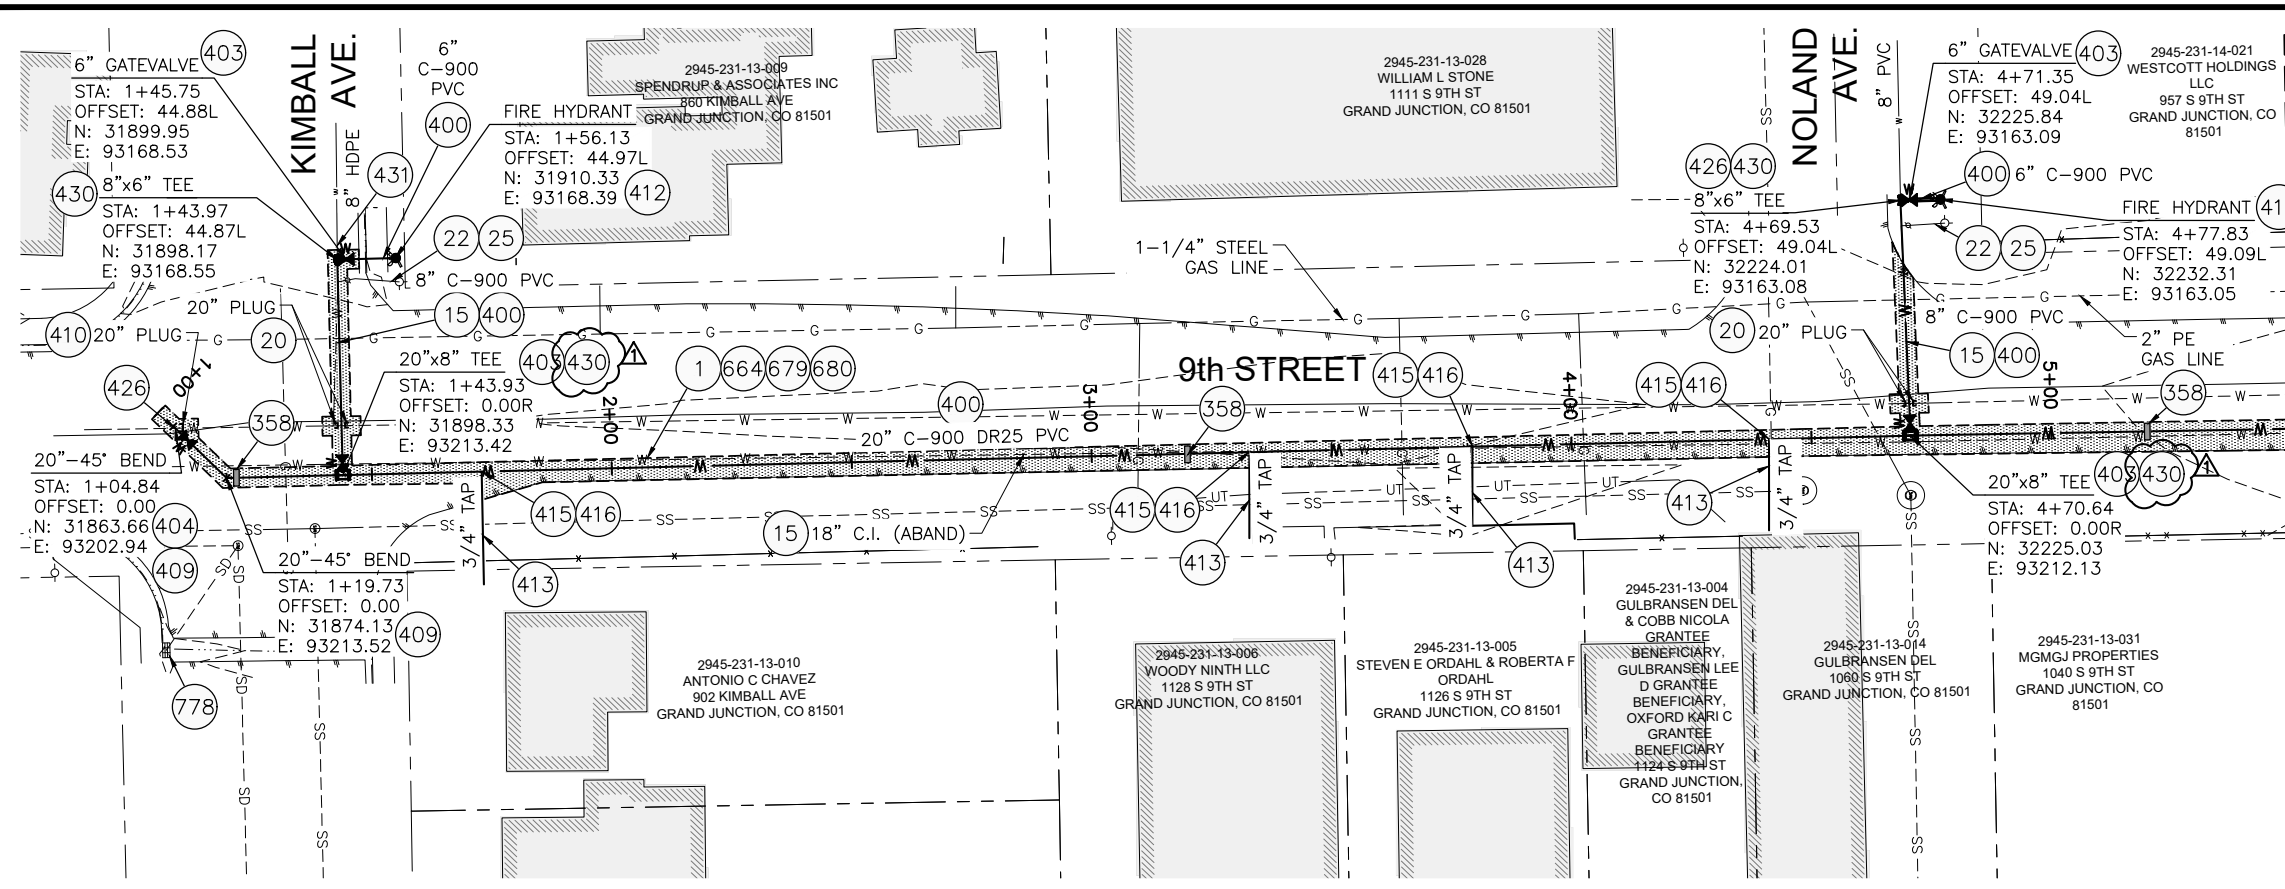 6" GATEVALVE
403
STA: 1+45.75
OFFSET: 44.88L
N: 31899.95
E: 93168.53
430
8"x6" TEE
STA: 1+43.97
OFFSET: 44.87L
N: 31898.17
E: 93168.55
KIMBALL
AVE.
8" HDPE
431
6"
C-900
PVC
400
FIRE HYDRANT
STA: 1+56.13
OFFSET: 44.97L
N: 31910.33
E: 93168.39
412
22
25
8" C-900 PVC
15
400
2945-231-13-009
SPENDRUP & ASSOCIATES INC
860 KIMBALL AVE
GRAND JUNCTION, CO 81501
2945-231-13-028
WILLIAM L STONE
1111 S 9TH ST
GRAND JUNCTION, CO 81501
NOLAND
AVE.
8" PVC
6" GATEVALVE
403
STA: 4+71.35
OFFSET: 49.04L
N: 32225.84
E: 93163.09
2945-231-14-021
WESTCOTT HOLDINGS
LLC
957 S 9TH ST
GRAND JUNCTION, CO
81501
426
430
8"x6" TEE
STA: 4+69.53
OFFSET: 49.04L
N: 32224.01
E: 93163.08
400
6" C-900 PVC
FIRE HYDRANT
41
STA: 4+77.83
OFFSET: 49.09L
N: 32232.31
E: 93163.05
22
25
1-1/4" STEEL
GAS LINE
410
20" PLUG
20" PLUG
20
1+00
426
358
20"x8" TEE
STA: 1+43.93
OFFSET: 0.00R
N: 31898.33
E: 93213.42
403
430
1
2+00
1
664
679
680
400
20" C-900 DR25 PVC
3+00
9th STREET
358
415
416
4+00
415
416
20
20" PLUG
8" C-900 PVC
15
400
2" PE
GAS LINE
5+00
358
20"-45° BEND
STA: 1+04.84
OFFSET: 0.00
N: 31863.66
E: 93202.94
404
409
20"-45° BEND
STA: 1+19.73
OFFSET: 0.00
N: 31874.13
E: 93213.52
409
778
3/4" TAP
415
416
413
15
18" C.I. (ABAND)
415
416
3/4" TAP
413
3/4" TAP
413
413
3/4" TAP
20"x8" TEE
STA: 4+70.64
OFFSET: 0.00R
N: 32225.03
E: 93212.13
403
430
1
2945-231-13-010
ANTONIO C CHAVEZ
902 KIMBALL AVE
GRAND JUNCTION, CO 81501
2945-231-13-006
WOODY NINTH LLC
1128 S 9TH ST
GRAND JUNCTION, CO 81501
2945-231-13-005
STEVEN E ORDAHL & ROBERTA F
ORDAHL
1126 S 9TH ST
GRAND JUNCTION, CO 81501
2945-231-13-004
GULBRANSEN DEL
& COBB NICOLA
GRANTEE
BENEFICIARY,
GULBRANSEN LEE
D GRANTEE
BENEFICIARY,
OXFORD KARI C
GRANTEE
BENEFICIARY
1124 S 9TH ST
GRAND JUNCTION,
CO 81501
2945-231-13-014
GULBRANSEN DEL
1060 S 9TH ST
GRAND JUNCTION, CO 81501
2945-231-13-031
MGMGJ PROPERTIES
1040 S 9TH ST
GRAND JUNCTION, CO
81501